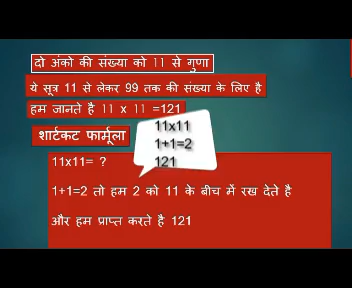 दो अंको की संख्या को 11 से गुणा
ये सूत्र 11 से लेकर 99 तक की संख्या के लिए है
हम जानते है 11 x 11 =121
शार्टकट फार्मूला
11x11
1+1=2
121
11x11= ?
1+1=2 तो हम 2 को 11 के बीच में रख देते है
और हम प्राप्त करते है 121